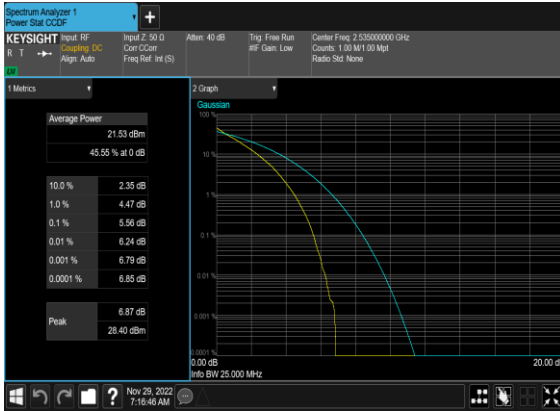 Spectrum Analyzer 1
Power Stat CCDF
KEYSIGHT
R T
Input: RF
Coupling: DC
Align: Auto
Input Z: 50 Ω
Corr CCorr
Freq Ref: Int (S)
Atten: 40 dB
Trig: Free Run
#IF Gain: Low
Center Freq: 2.535000000 GHz
Counts: 1.00 M/1.00 Mpt
Radio Std: None
1 Metrics
Average Power
21.53 dBm
45.55 % at 0 dB
10.0 % 2.35 dB
1.0 % 4.47 dB
0.1 % 5.56 dB
0.01 % 6.24 dB
0.001 % 6.79 dB
0.0001 % 6.85 dB
Peak
6.87 dB
28.40 dBm
2 Graph
Gaussian
100 %
10 %
1 %
0.1 %
0.01 %
0.001 %
0.0001 %
0.00 dB
20.00 d
Info BW 25.000 MHz
Nov 29, 2022
7:16:46 AM